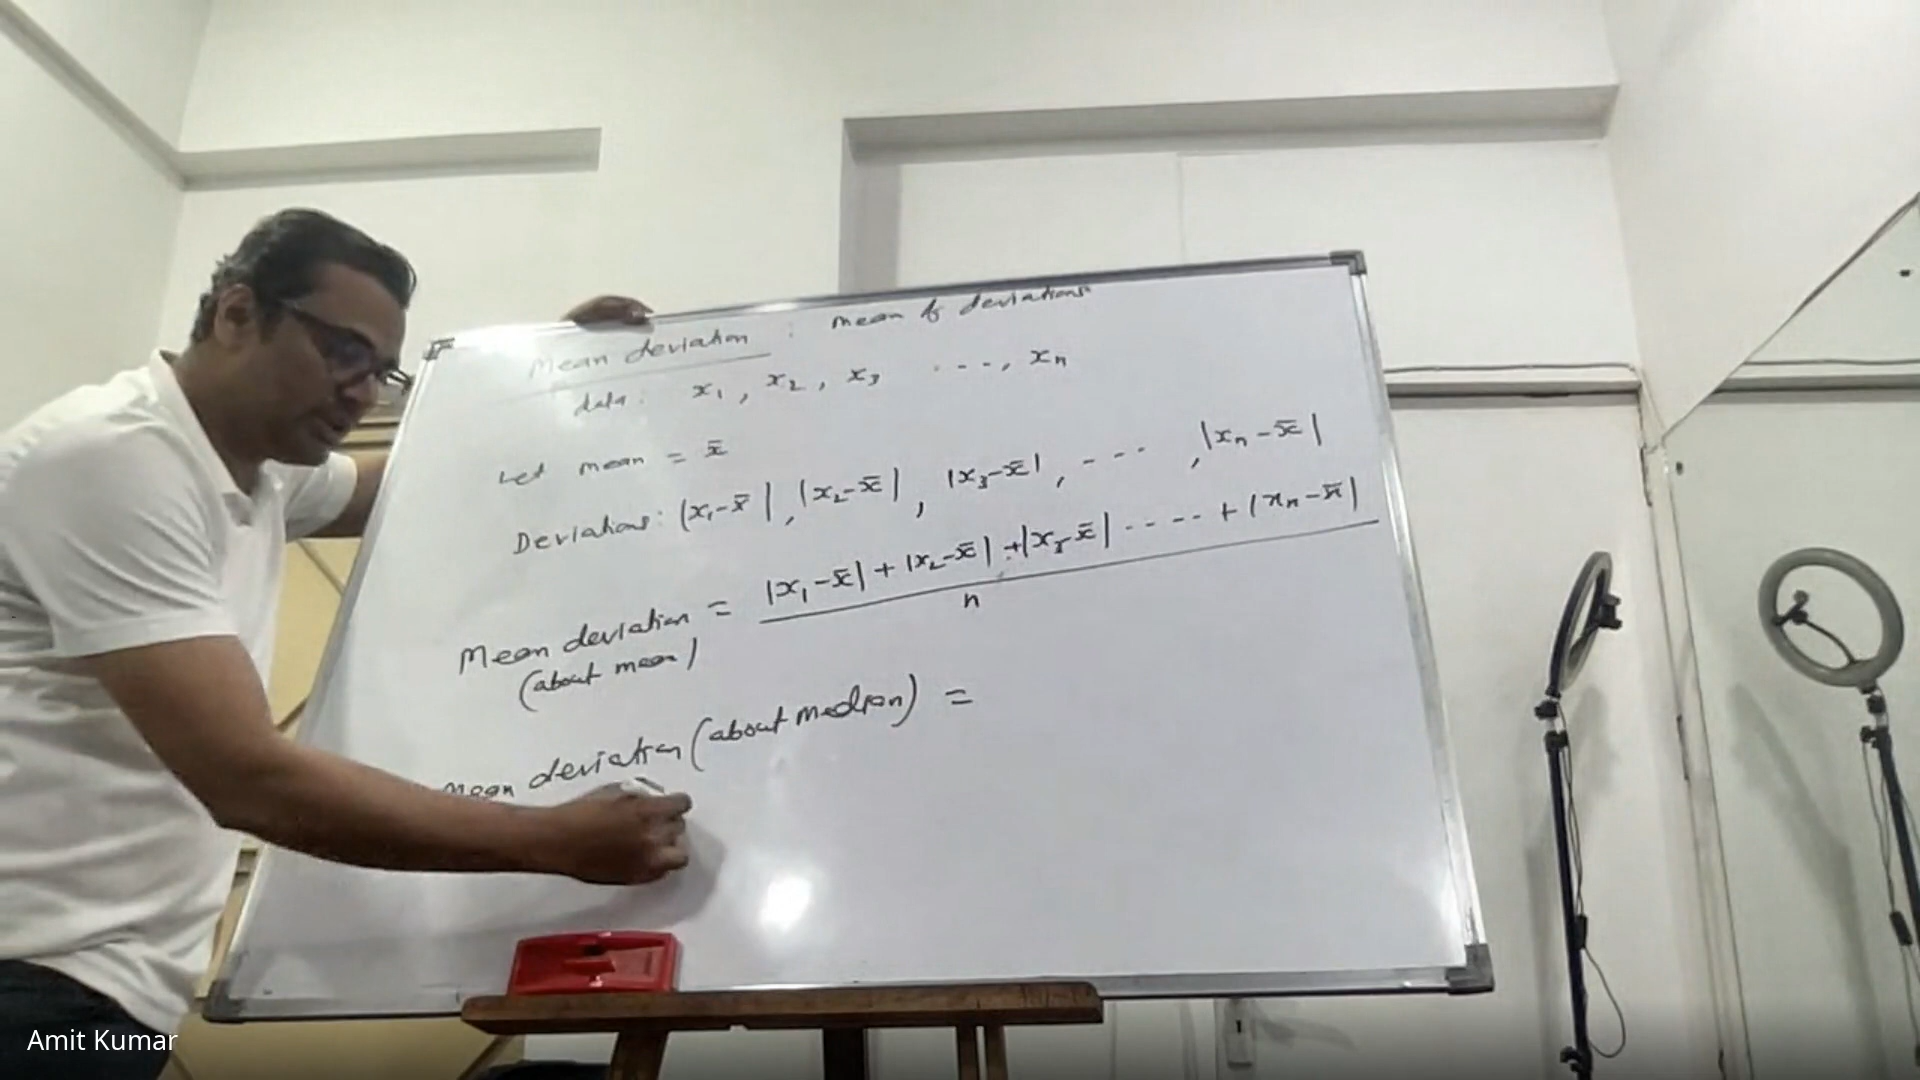 Mean deviation : mean of deviations
data : x₁, x₂, x₃ ...., xₙ
Let mean = x̄
Deviations: |x₁-x̄|, |x₂-x̄|, |x₃-x̄|, - - - -, |xₙ-x̄|
Mean deviation = |x₁-x̄| + |x₂-x̄| + |x₃-x̄| ----- + |xₙ-x̄|
n
(about mean)
Mean deviation (about Median) =
Amit Kumar